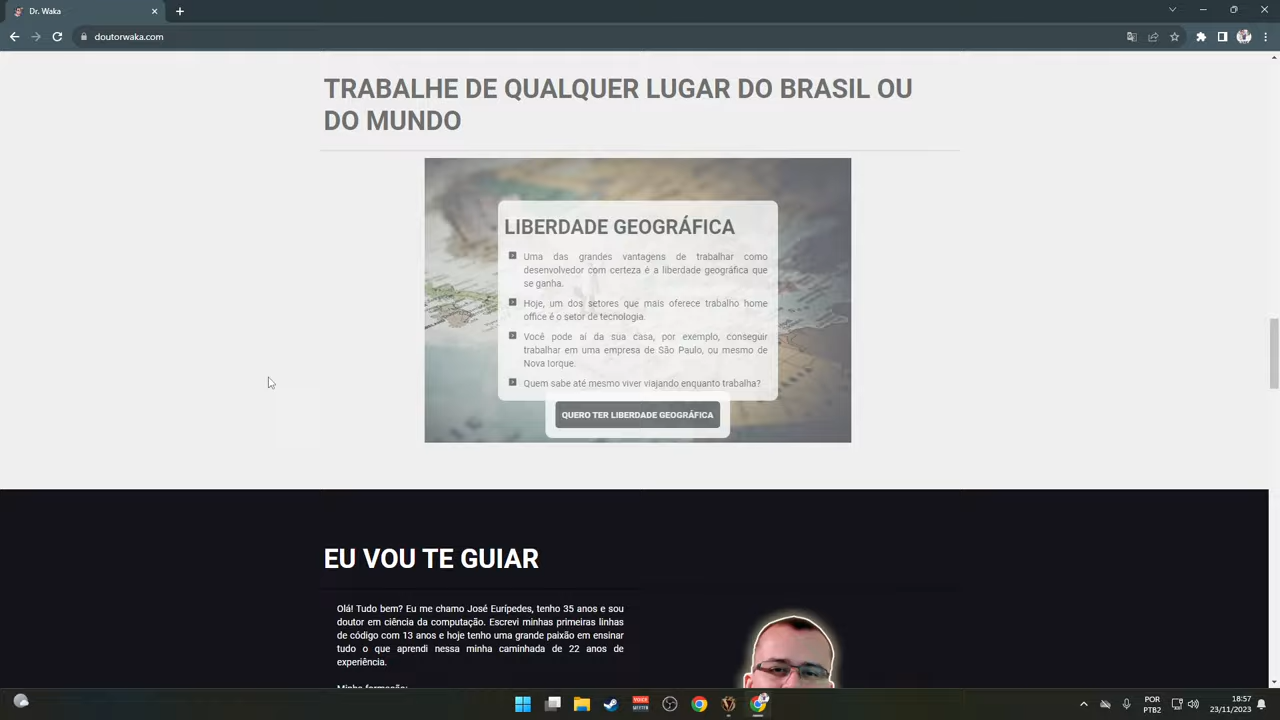 Dr. Waka
doutorwaka.com
TRABALHE DE QUALQUER LUGAR DO BRASIL OU
DO MUNDO
LIBERDADE GEOGRÁFICA
Uma das grandes vantagens de trabalhar como
desenvolvedor com certeza é a liberdade geográfica que
se ganha.
Hoje, um dos setores que mais oferece trabalho home
office é o setor de tecnologia.
Você pode aí da sua casa, por exemplo, conseguir
trabalhar em uma empresa de São Paulo, ou mesmo de
Nova Iorque.
Quem sabe até mesmo viver viajando enquanto trabalha?
QUERO TER LIBERDADE GEOGRÁFICA
EU VOU TE GUIAR
Olá! Tudo bem? Eu me chamo José Eurípedes, tenho 35 anos e sou
doutor em ciência da computação. Escrevi minhas primeiras linhas
de código com 13 anos e hoje tenho uma grande paixão em ensinar
tudo o que aprendi nessa minha caminhada de 22 anos de
experiência.
Minha formação:
POR
PTB2
18:57
23/11/2023